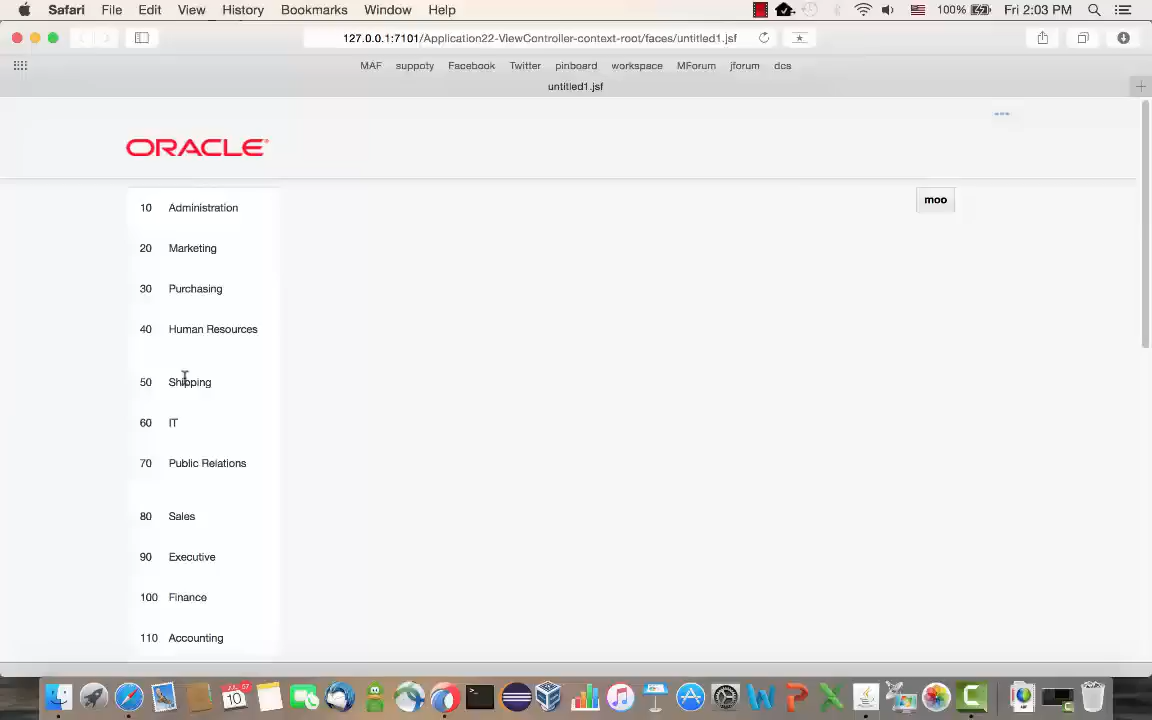 Safari File Edit View History Bookmarks Window Help 100% Fri 2:03 PM
127.0.0.1:7101/Application22-ViewController-context-root/faces/untitled1.jsf
MAF suppoty Facebook Twitter pinboard workspace MForum jforum dcs
untitled1.jsf
ORACLE
moo
10 Administration
20 Marketing
30 Purchasing
40 Human Resources
50 Shipping
60 IT
70 Public Relations
80 Sales
90 Executive
100 Finance
110 Accounting